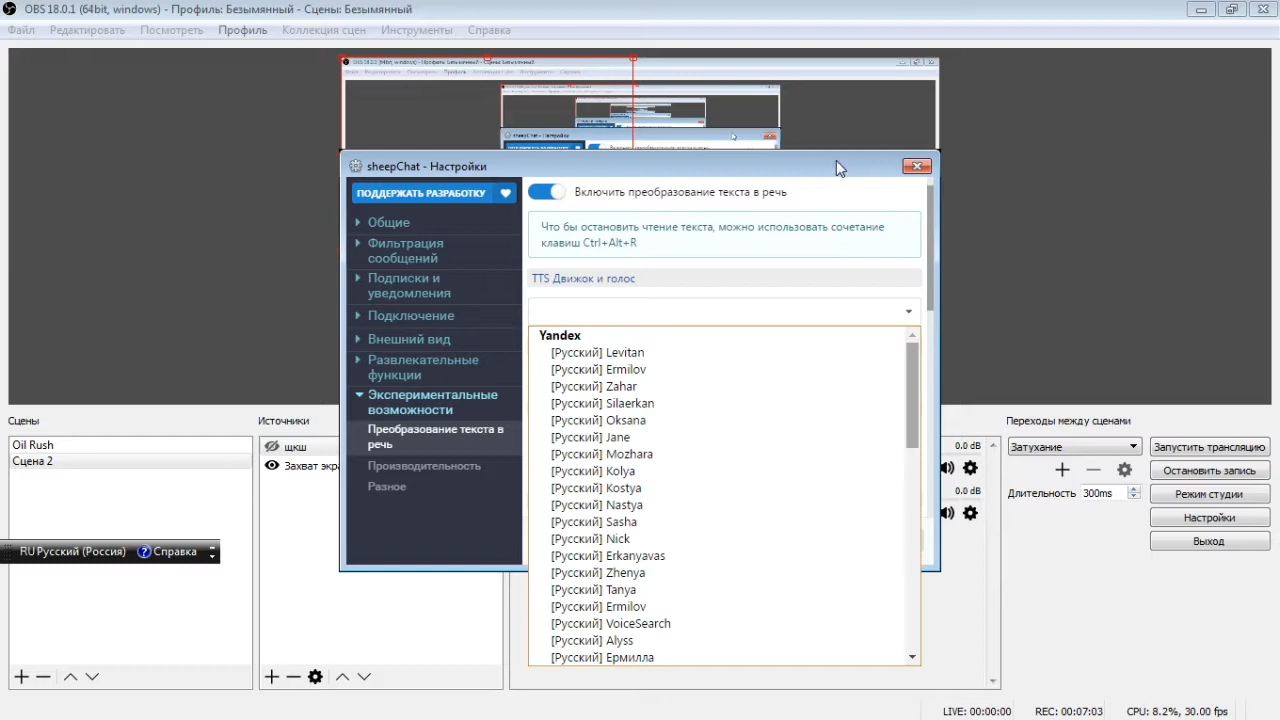 OBS 18.0.1 (64bit, windows) - Профиль: Безымянный - Сцены: Безымянный
Файл Редактировать Посмотреть Профиль Коллекция сцен Инструменты Справка
sheepChat - Настройки
ПОДДЕРЖАТЬ РАЗРАБОТКУ
Общие
Фильтрация
сообщений
Подписки и
уведомления
Подключение
Внешний вид
Развлекательные
функции
Экспериментальные
возможности
Преобразование текста в
речь
Производительность
Разное
Включить преобразование текста в речь
Что бы остановить чтение текста, можно использовать сочетание
клавиш Ctrl+Alt+R
TTS Движок и голос
Yandex
[Русский] Levitan
[Русский] Ermilov
[Русский] Zahar
[Русский] Silaerkan
[Русский] Oksana
[Русский] Jane
[Русский] Mozhara
[Русский] Kolya
[Русский] Kostya
[Русский] Nastya
[Русский] Sasha
[Русский] Nick
[Русский] Erkanyavas
[Русский] Zhenya
[Русский] Tanya
[Русский] Ermilov
[Русский] VoiceSearch
[Русский] Alyss
[Русский] Ермилла
Сцены
Oil Rush
Сцена 2
Источники
щкш
Захват экра
RU Русский (Россия) Справка
0.0 dB
0.0 dB
Переходы между сценами
Затухание
Длительность 300ms
Запустить трансляцию
Остановить запись
Режим студии
Настройки
Выход
LIVE: 00:00:00 REC: 00:07:03 CPU: 8.2%, 30.00 fps